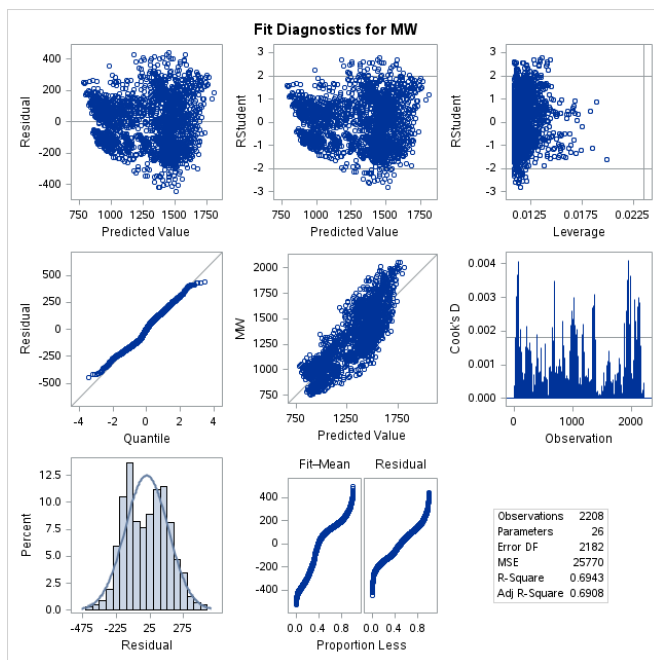 Fit Diagnostics for MW
400
200
0
-200
-400
Residual
750 1000 1250 1500 1750
Predicted Value
3
2
1
0
-1
-2
-3
RStudent
750 1000 1250 1500 1750
Predicted Value
3
2
1
0
-1
-2
-3
RStudent
0.0125 0.0175 0.0225
Leverage
500
250
0
-250
-500
Residual
-4 -2 0 2 4
Quantile
2000
1750
1500
1250
1000
750
MW
750 1250 1750
Predicted Value
0.004
0.003
0.002
0.001
0.000
Cook's D
0 1000 2000
Observation
12.5
10.0
7.5
5.0
2.5
0.0
Percent
-475 -225 25 275
Residual
Fit–Mean Residual
400
200
0
-200
-400
0.0 0.4 0.8 0.0 0.4 0.8
Proportion Less
Observations 2208
Parameters 26
Error DF 2182
MSE 25770
R-Square 0.6943
Adj R-Square 0.6908